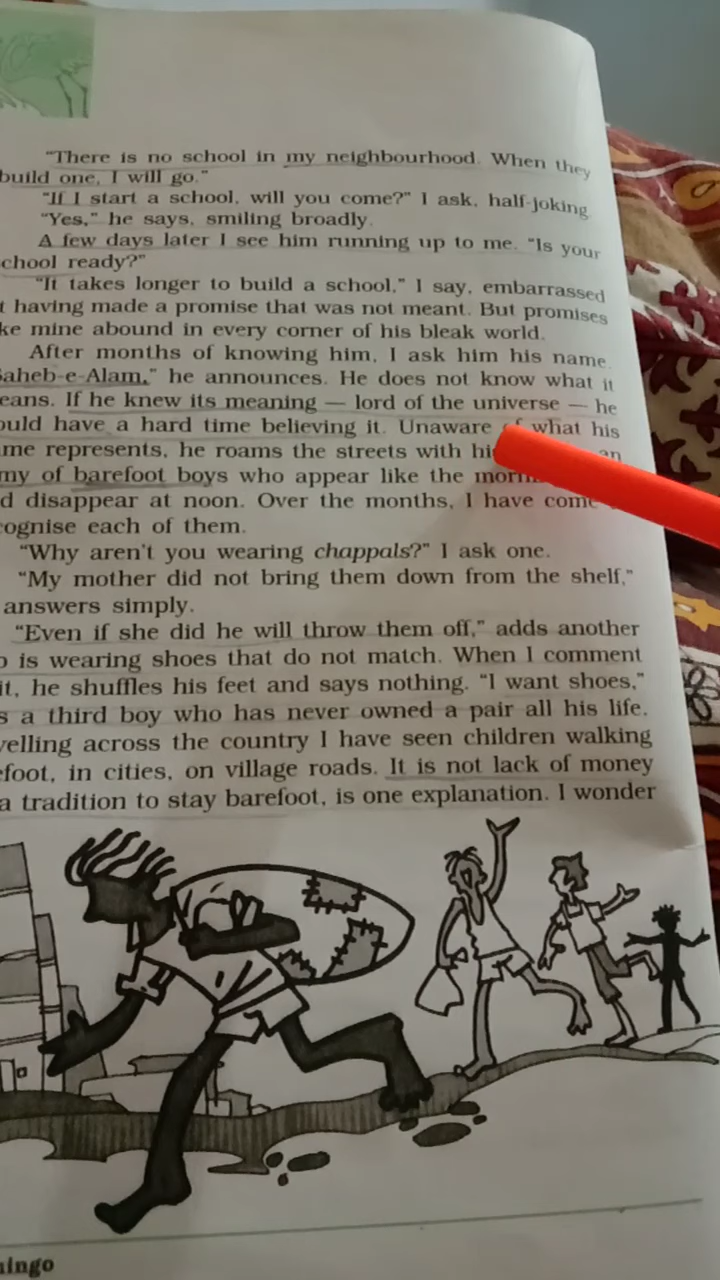 "There is no school in my neighbourhood. When they
build one, I will go."
"If I start a school, will you come?" I ask, half-joking
"Yes," he says, smiling broadly.
A few days later I see him running up to me. "Is your
chool ready?"
"It takes longer to build a school," I say, embarrassed
t having made a promise that was not meant. But promises
ke mine abound in every corner of his bleak world.
After months of knowing him, I ask him his name.
Saheb-e-Alam," he announces. He does not know what it
eans. If he knew its meaning — lord of the universe — he
ould have a hard time believing it. Unaware what his
me represents, he roams the streets with
my of barefoot boys who appear like the
d disappear at noon. Over the months, I have come
ognise each of them.
"Why aren't you wearing chappals?" I ask one.
"My mother did not bring them down from the shelf,"
answers simply.
"Even if she did he will throw them off," adds another
o is wearing shoes that do not match. When I comment
it, he shuffles his feet and says nothing. "I want shoes,"
s a third boy who has never owned a pair all his life.
velling across the country I have seen children walking
efoot, in cities, on village roads. It is not lack of money
a tradition to stay barefoot, is one explanation. I wonder
mingo